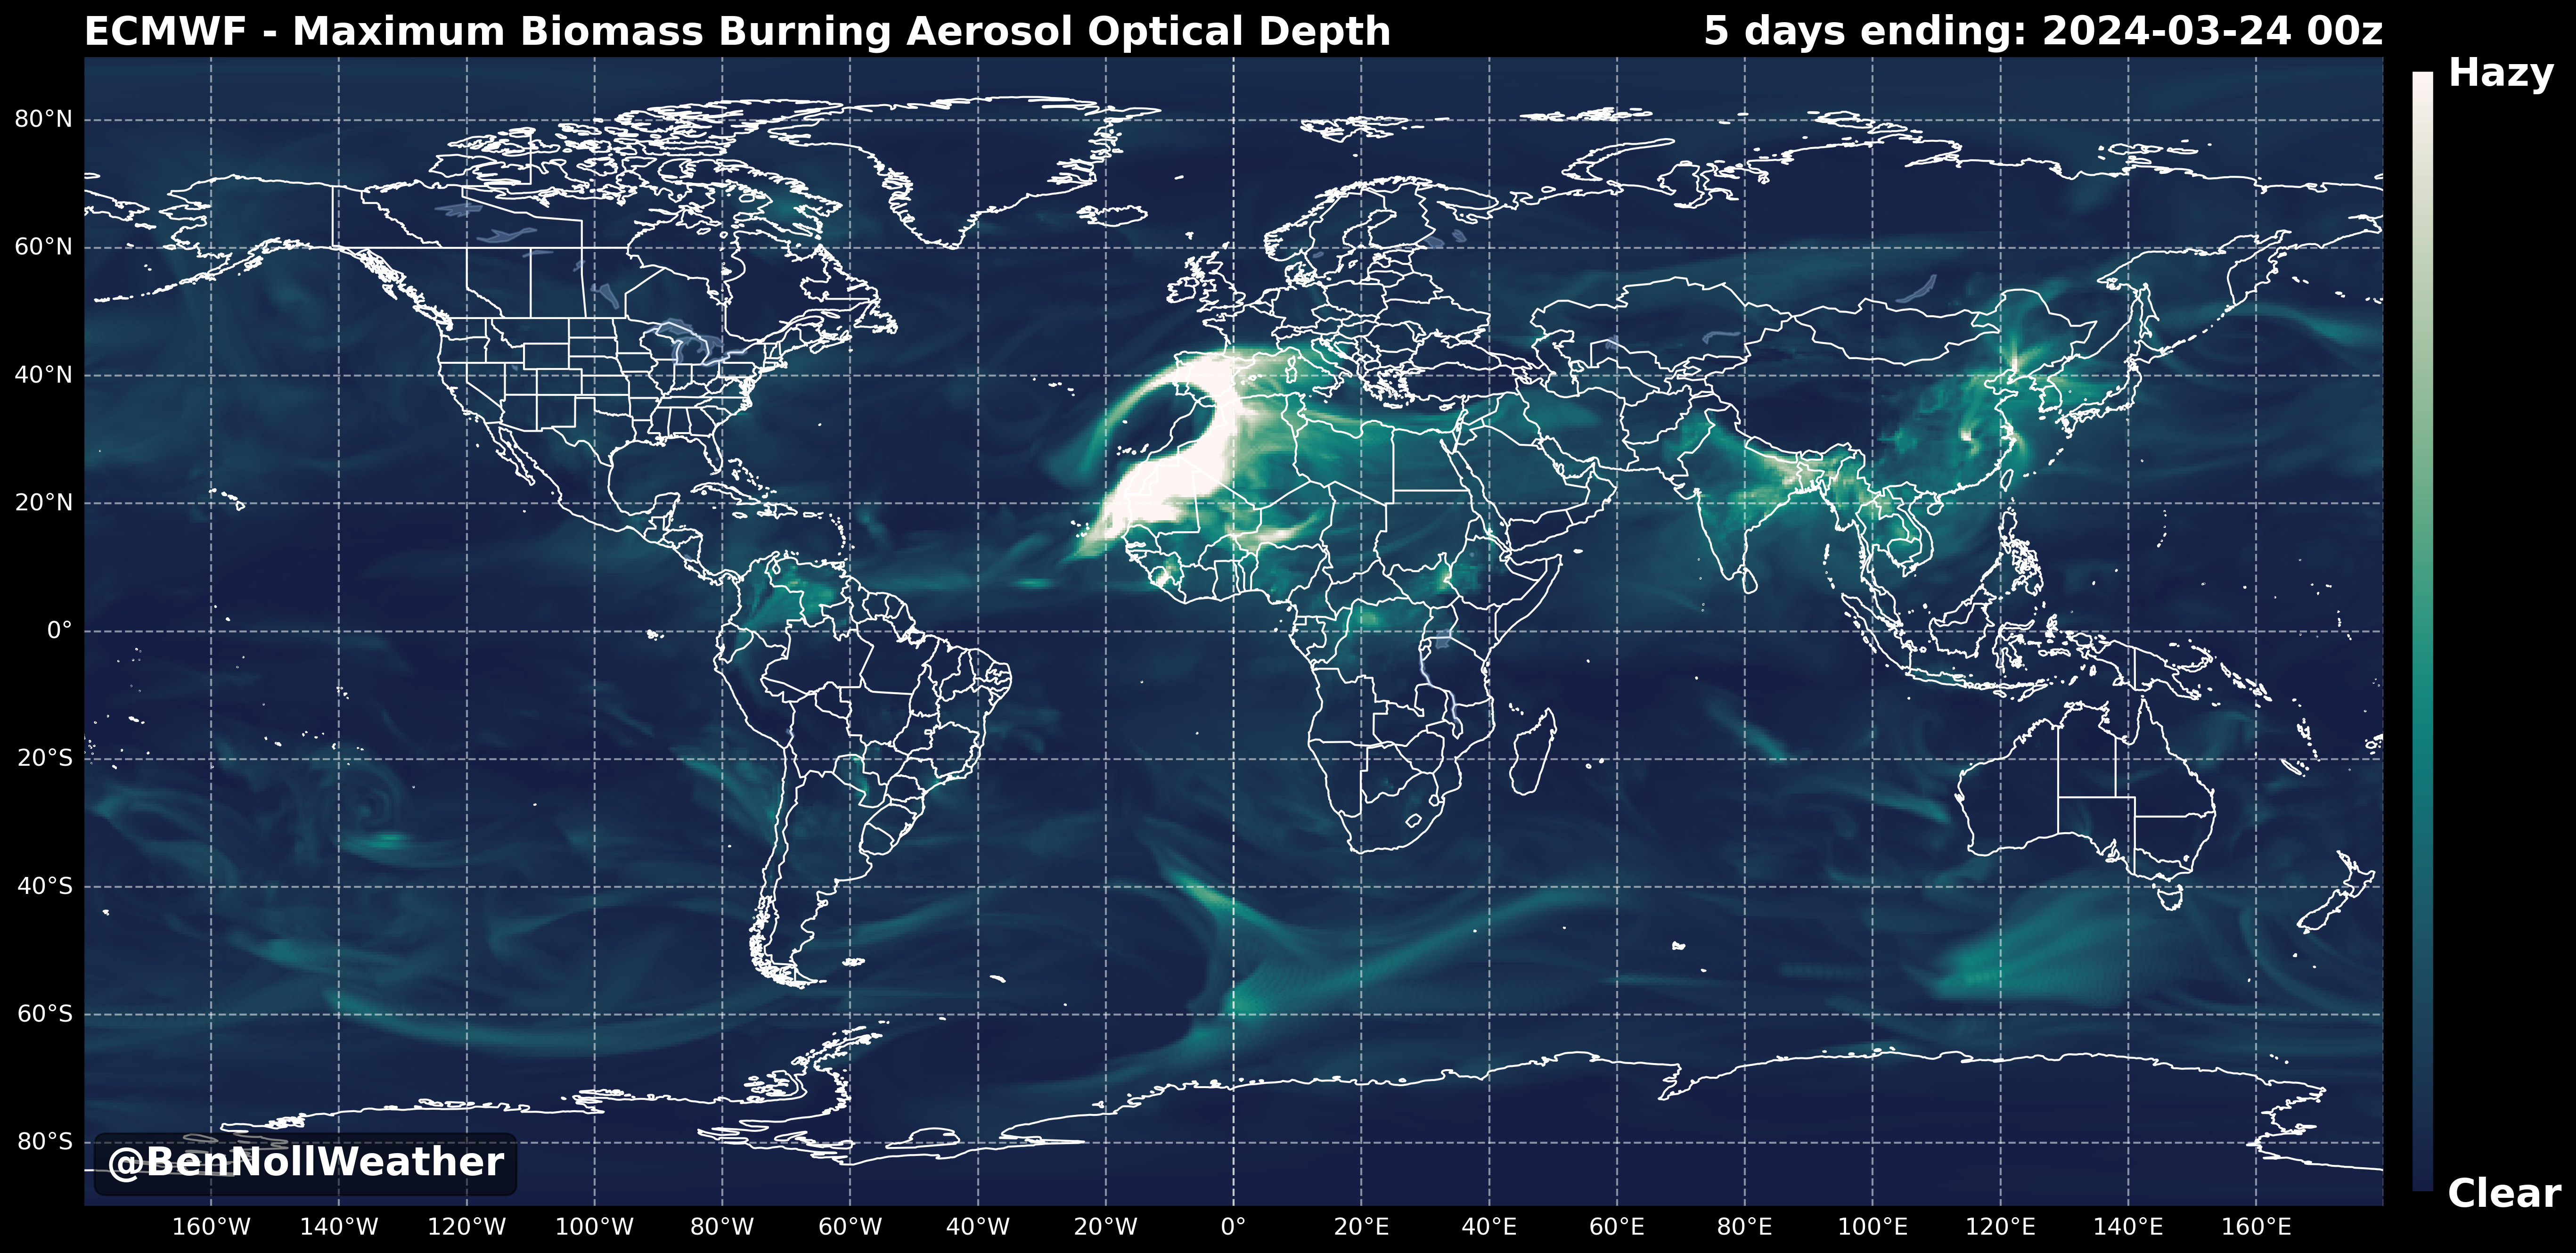 ECMWF - Maximum Biomass Burning Aerosol Optical Depth 5 days ending: 2024-03-24 00z
Hazy
80°N
60°N
40°N
20°N
0°
20°S
40°S
60°S
80°S
@BenNollWeather
Clear
160°W 140°W 120°W 100°W 80°W 60°W 40°W 20°W 0° 20°E 40°E 60°E 80°E 100°E 120°E 140°E 160°E